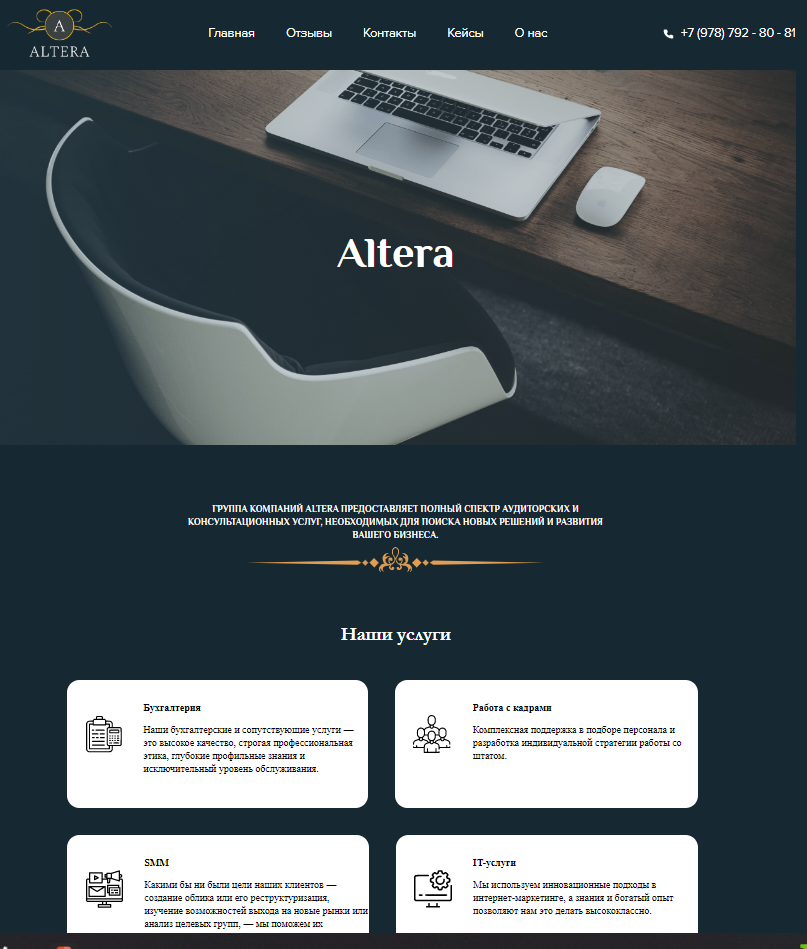 A
ALTERA
Главная Отзывы Контакты Кейсы О нас
+7 (978) 792 - 80 - 81
Altera
ГРУППА КОМПАНИЙ ALTERA ПРЕДОСТАВЛЯЕТ ПОЛНЫЙ СПЕКТР АУДИТОРСКИХ И
КОНСУЛЬТАЦИОННЫХ УСЛУГ, НЕОБХОДИМЫХ ДЛЯ ПОИСКА НОВЫХ РЕШЕНИЙ И РАЗВИТИЯ
ВАШЕГО БИЗНЕСА.
Наши услуги
Бухгалтерия
Наши бухгалтерские и сопутствующие услуги —
это высокое качество, строгая профессиональная
этика, глубокие профильные знания и
исключительный уровень обслуживания.
Работа с кадрами
Комплексная поддержка в подборе персонала и
разработка индивидуальной стратегии работы со
штатом.
SMM
Какими бы ни были цели наших клиентов —
создание облика или его реструктуризация,
изучение возможностей выхода на новые рынки или
анализ целевых групп, — мы поможем их
IT-услуги
Мы используем инновационные подходы в
интернет-маркетинге, а знания и богатый опыт
позволяют нам это делать высококлассно.